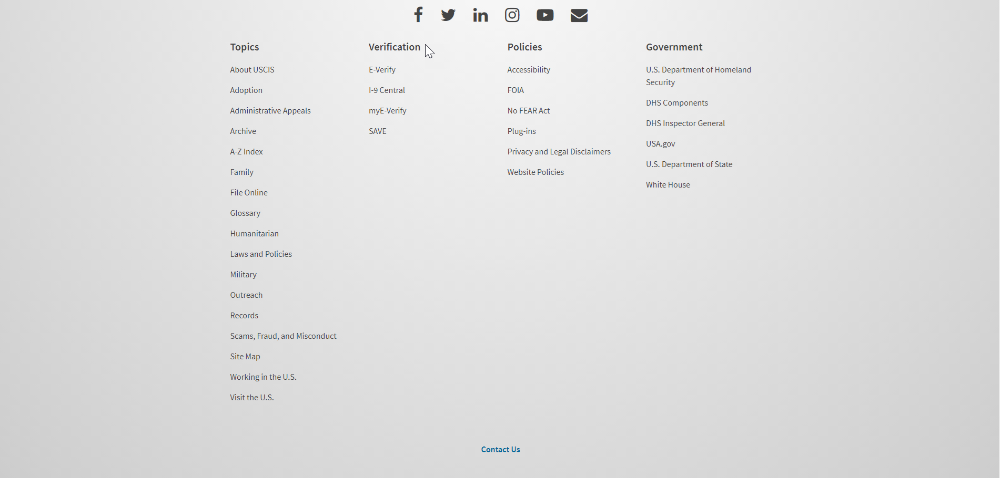 Topics
About USCIS
Adoption
Administrative Appeals
Archive
A-Z Index
Family
File Online
Glossary
Humanitarian
Laws and Policies
Military
Outreach
Records
Scams, Fraud, and Misconduct
Site Map
Working in the U.S.
Visit the U.S.
Verification
E-Verify
I-9 Central
myE-Verify
SAVE
Policies
Accessibility
FOIA
No FEAR Act
Plug-ins
Privacy and Legal Disclaimers
Website Policies
Government
U.S. Department of Homeland
Security
DHS Components
DHS Inspector General
USA.gov
U.S. Department of State
White House
Contact Us